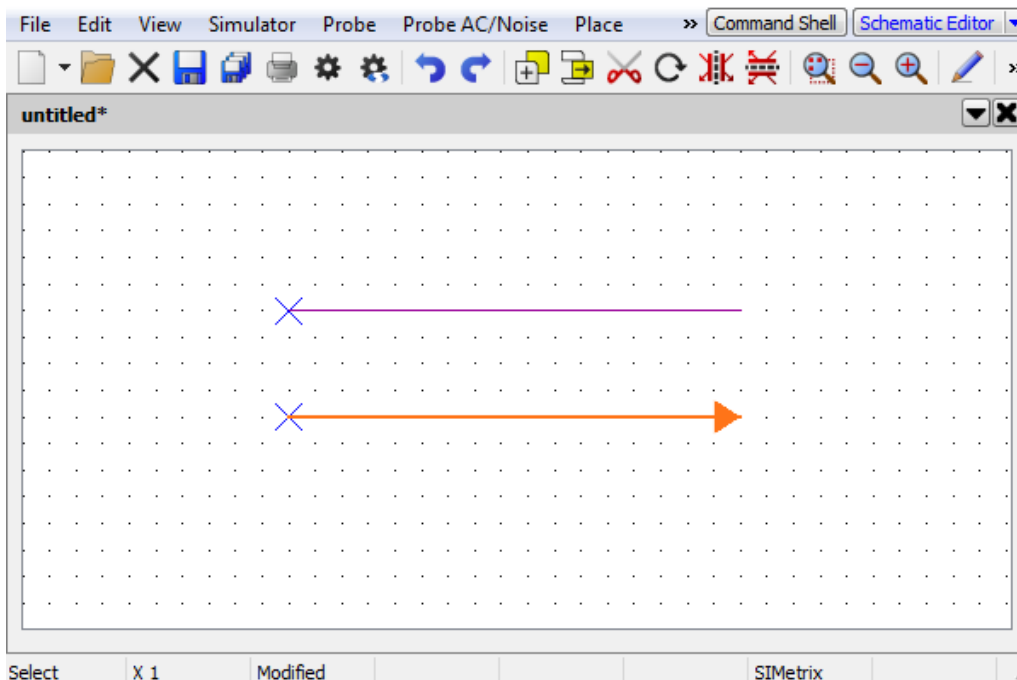 File Edit View Simulator Probe Probe AC/Noise Place » Command Shell Schematic Editor
untitled*
Select X 1 Modified SIMetrix